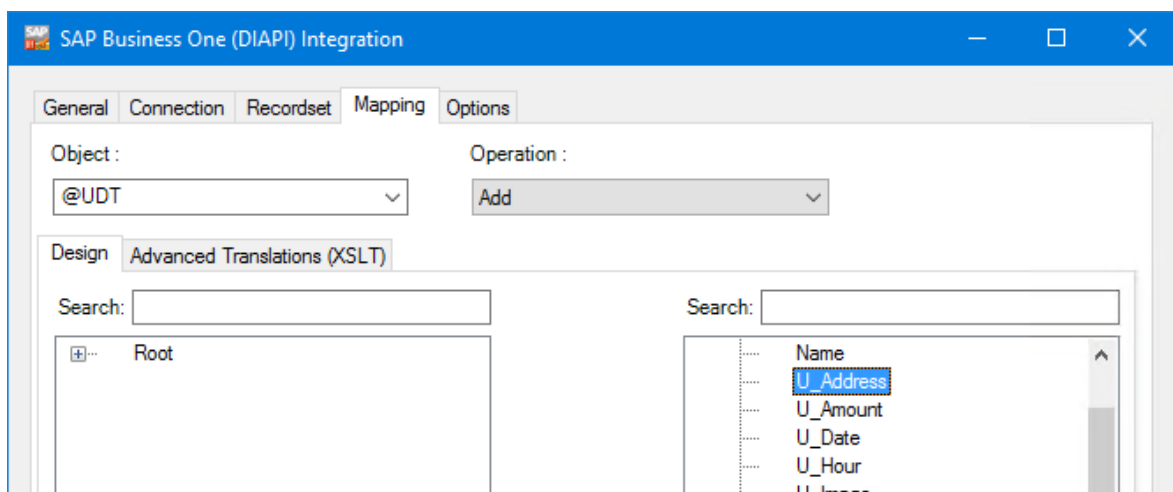 SAP Business One (DIAPI) Integration
General Connection Recordset Mapping Options
Object : Operation :
@UDT Add
Design Advanced Translations (XSLT)
Search: Search:
Root Name
U_Address
U_Amount
U_Date
U_Hour
U_Image